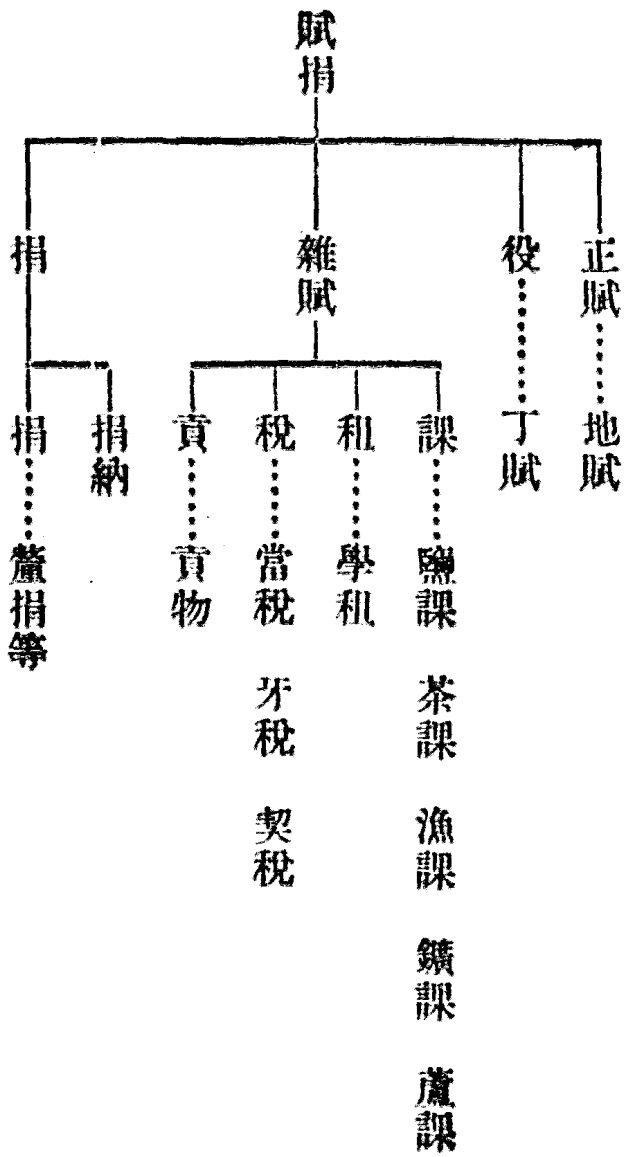 賦捐
正賦……地賦
役……丁賦
雜賦
課……鹽課 茶課 漁課 鑛課 蘆課
租……學租
稅……當稅 牙稅 契稅
貢……貢物
捐
捐納
捐……釐捐等